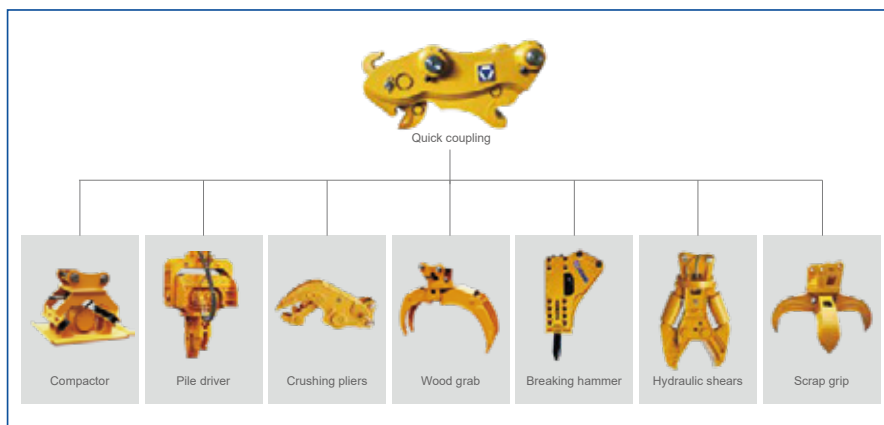 Quick coupling
Compactor
Pile driver
Crushing pliers
Wood grab
Breaking hammer
Hydraulic shears
Scrap grip